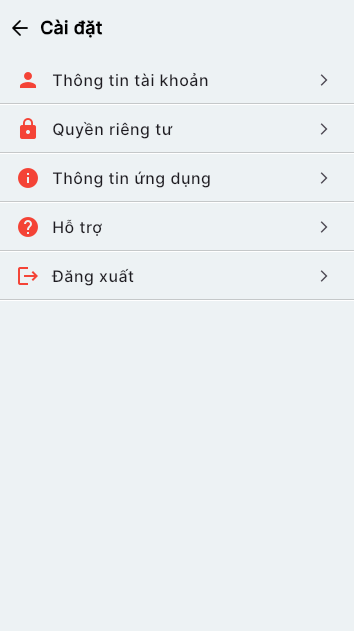 Cài đặt
Thông tin tài khoản
Quyền riêng tư
Thông tin ứng dụng
Hỗ trợ
Đăng xuất